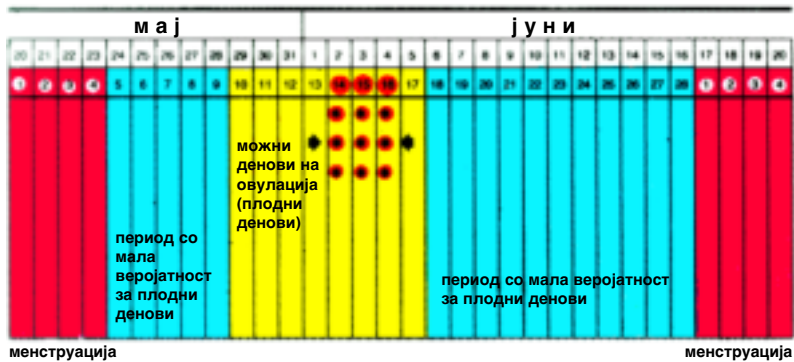 мај јуни
20 21 22 23 24 25 26 27 28 29 30 31 1 2 3 4 5 6 7 8 9 10 11 12 13 14 15 16 17 18 19 20
1 2 3 4 5 6 7 8 9 10 11 12 13 14 15 16 17 18 19 20 21 22 23 24 25 26 27 28 1 2 3 4
можни
денови на
овулација
(плодни
денови)
период со
мала
веројатност
за плодни
денови
период со мала веројатност
за плодни денови
менструација менструација